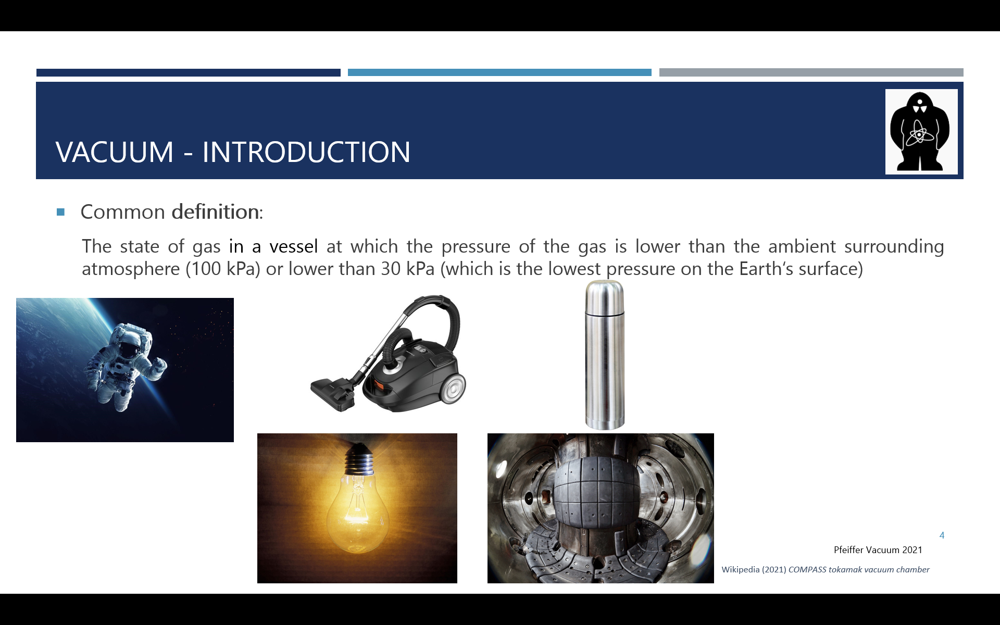 VACUUM - INTRODUCTION
Common definition:
The state of gas in a vessel at which the pressure of the gas is lower than the ambient surrounding
atmosphere (100 kPa) or lower than 30 kPa (which is the lowest pressure on the Earth‘s surface)
4
Pfeiffer Vacuum 2021
Wikipedia (2021) COMPASS tokamak vacuum chamber